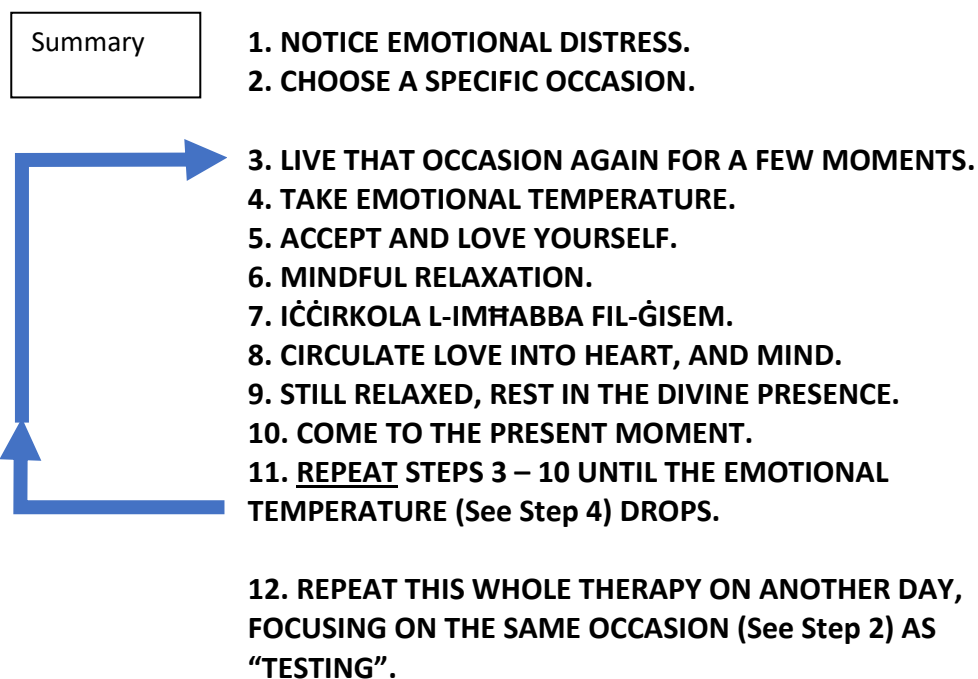 Summary
1. NOTICE EMOTIONAL DISTRESS.
2. CHOOSE A SPECIFIC OCCASION.
3. LIVE THAT OCCASION AGAIN FOR A FEW MOMENTS.
4. TAKE EMOTIONAL TEMPERATURE.
5. ACCEPT AND LOVE YOURSELF.
6. MINDFUL RELAXATION.
7. IĊĊIRKOLA L-IMĦABBA FIL-ĠISEM.
8. CIRCULATE LOVE INTO HEART, AND MIND.
9. STILL RELAXED, REST IN THE DIVINE PRESENCE.
10. COME TO THE PRESENT MOMENT.
11. REPEAT STEPS 3 – 10 UNTIL THE EMOTIONAL
TEMPERATURE (See Step 4) DROPS.
12. REPEAT THIS WHOLE THERAPY ON ANOTHER DAY,
FOCUSING ON THE SAME OCCASION (See Step 2) AS
“TESTING”.